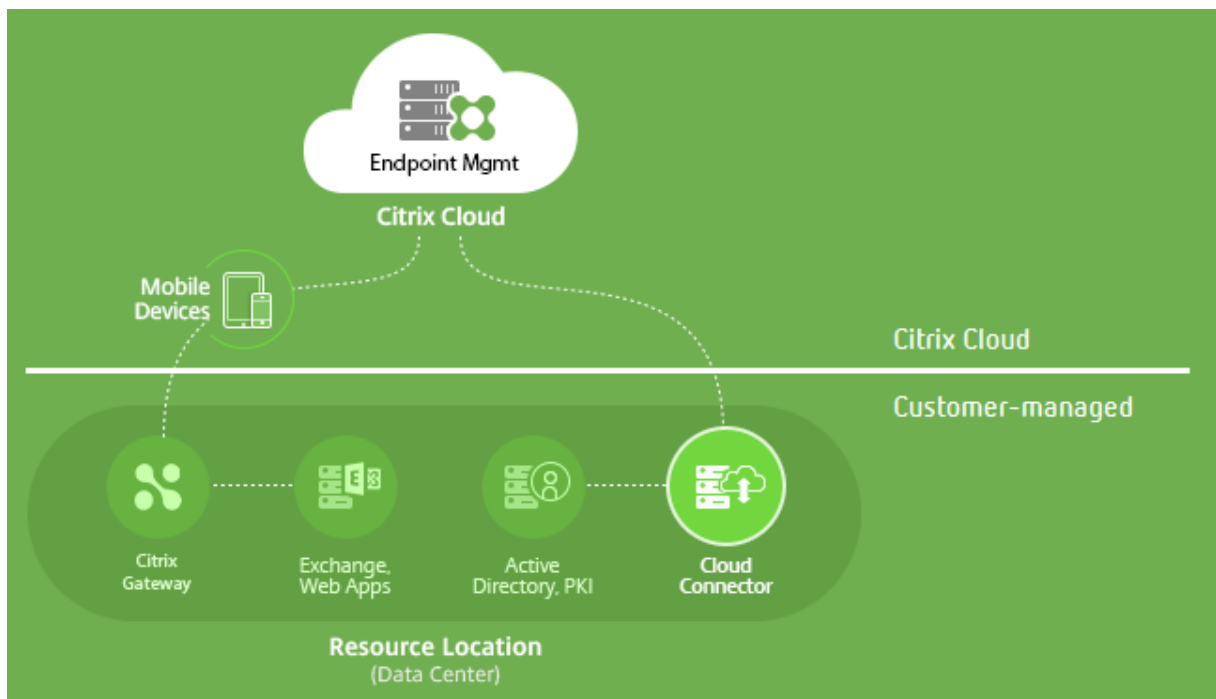 Endpoint Mgmt
Citrix Cloud
Mobile
Devices
Citrix Cloud
Customer-managed
E
Citrix
Gateway
Exchange,
Web Apps
Active
Directory, PKI
Cloud
Connector
Resource Location
(Data Center)